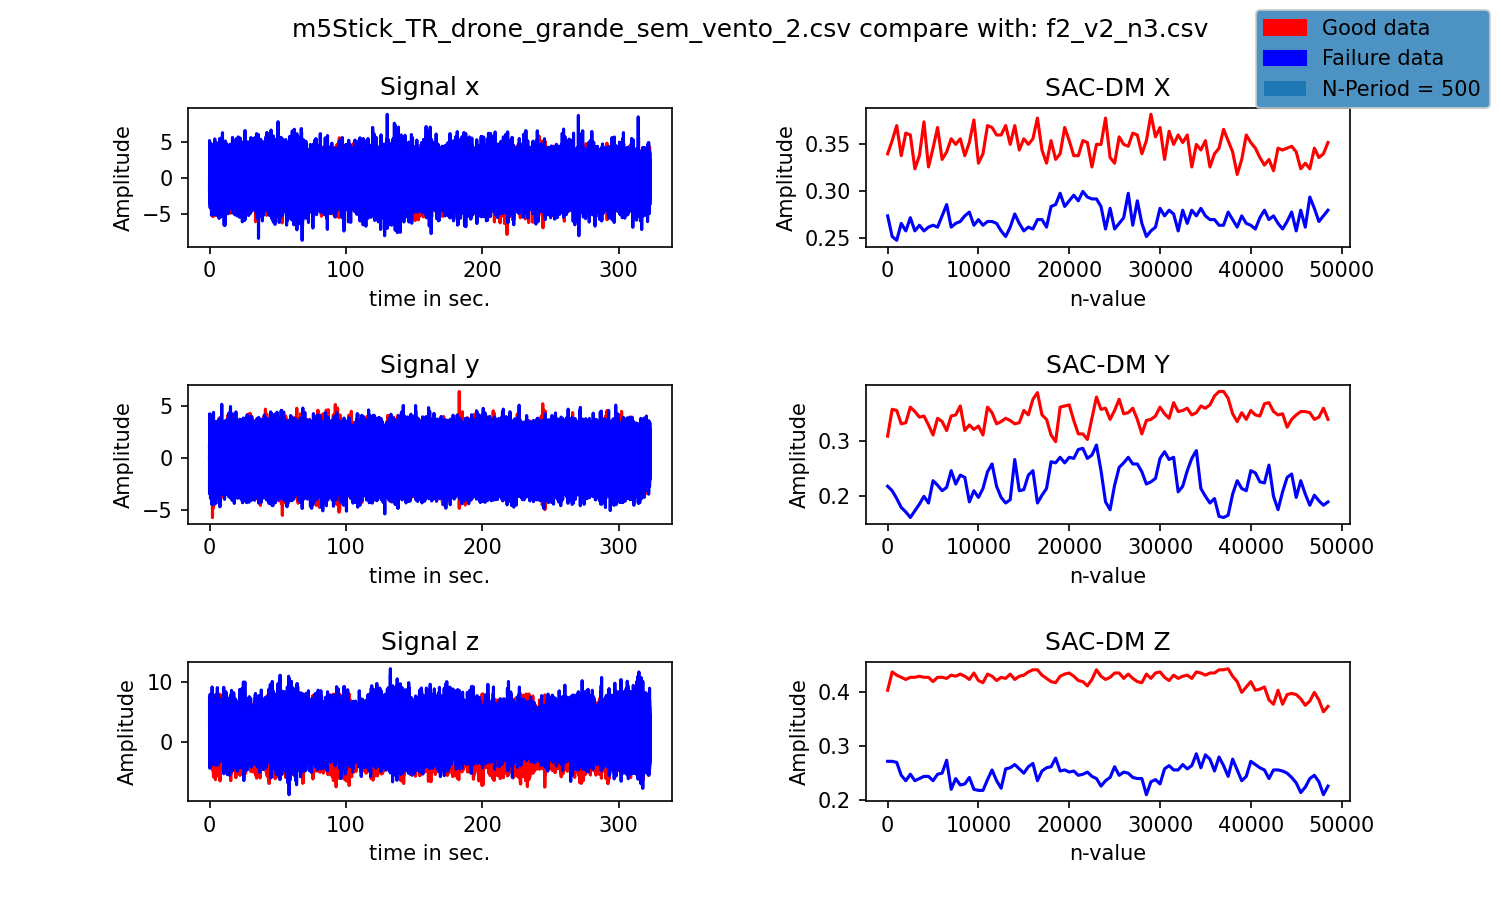 m5Stick_TR_drone_grande_sem_vento_2.csv compare with: f2_v2_n3.csv
Good data
Failure data
N-Period = 500
Signal x
Amplitude
5
0
−5
0 100 200 300
time in sec.
SAC-DM X
Amplitude
0.35
0.30
0.25
0 10000 20000 30000 40000 50000
n-value
Signal y
Amplitude
5
0
−5
0 100 200 300
time in sec.
SAC-DM Y
Amplitude
0.3
0.2
0 10000 20000 30000 40000 50000
n-value
Signal z
Amplitude
10
0
0 100 200 300
time in sec.
SAC-DM Z
Amplitude
0.4
0.3
0.2
0 10000 20000 30000 40000 50000
n-value